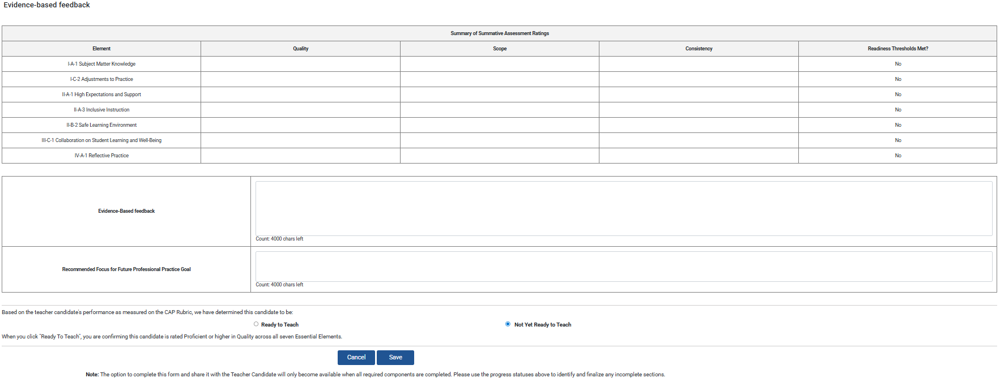 Evidence-based feedback
Summary of Summative Assessment Ratings
Element Quality Scope Consistency Readiness Thresholds Met?
I-A-1 Subject Matter Knowledge No
I-C-2 Adjustments to Practice No
II-A-1 High Expectations and Support No
II-A-3 Inclusive Instruction No
II-B-2 Safe Learning Environment No
III-C-1 Collaboration on Student Learning and Well-Being No
IV-A-1 Reflective Practice No
Evidence-Based feedback
Count: 4000 chars left
Recommended Focus for Future Professional Practice Goal
Count: 4000 chars left
Based on the teacher candidate's performance as measured on the CAP Rubric, we have determined this candidate to be:
Ready to Teach Not Yet Ready to Teach
When you click "Ready To Teach", you are confirming this candidate is rated Proficient or higher in Quality across all seven Essential Elements.
Cancel Save
Note: The option to complete this form and share it with the Teacher Candidate will only become available when all required components are completed. Please use the progress statuses above to identify and finalize any incomplete sections.